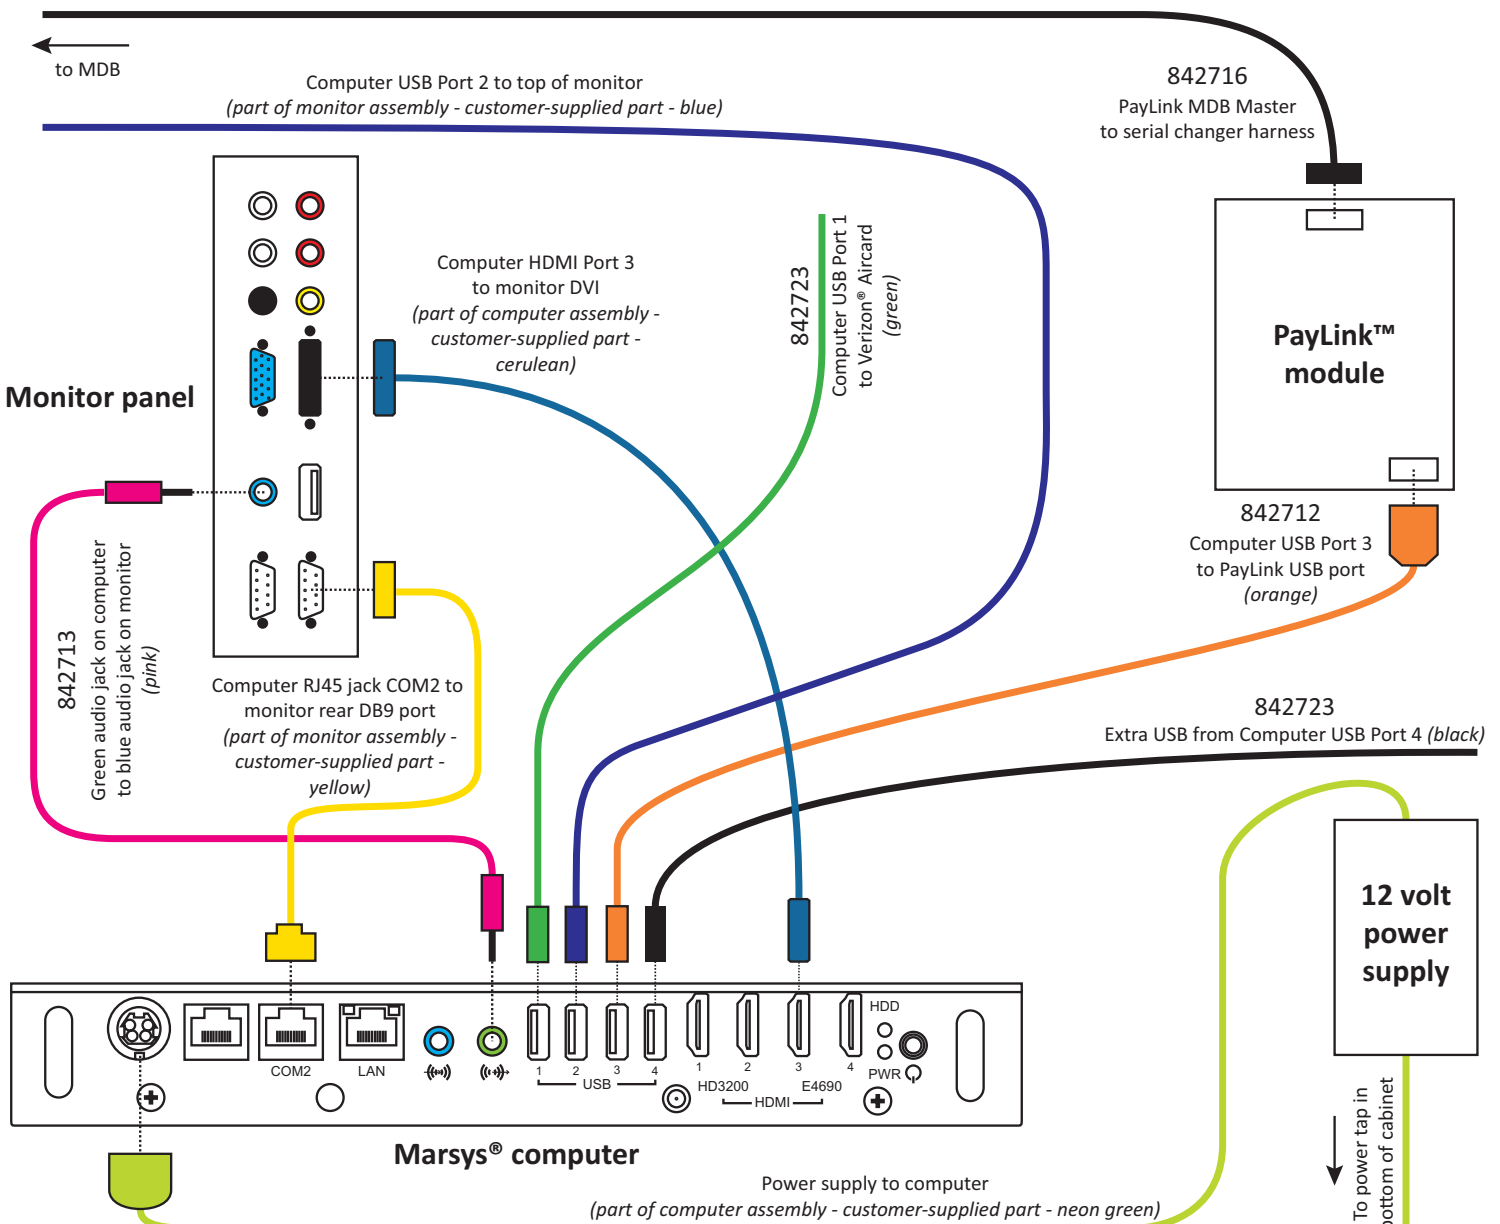 to MDB
Computer USB Port 2 to top of monitor
(part of monitor assembly - customer-supplied part - blue)
842716
PayLink MDB Master
to serial changer harness
Computer HDMI Port 3
to monitor DVI
(part of computer assembly -
customer-supplied part -
cerulean)
842723
Computer USB Port 1
to Verizon® Aircard
(green)
PayLink™
module
Monitor panel
842712
Computer USB Port 3
to PayLink USB port
(orange)
842713
Green audio jack on computer
to blue audio jack on monitor
(pink)
Computer RJ45 jack COM2 to
monitor rear DB9 port
(part of monitor assembly -
customer-supplied part -
yellow)
842723
Extra USB from Computer USB Port 4 (black)
12 volt
power
supply
HDD
COM2
LAN
1 2 3 4
USB
1 2 3 4
HD3200
E4690
HDMI
PWR
Marsys® computer
To power tap in
bottom of cabinet
Power supply to computer
(part of computer assembly - customer-supplied part - neon green)